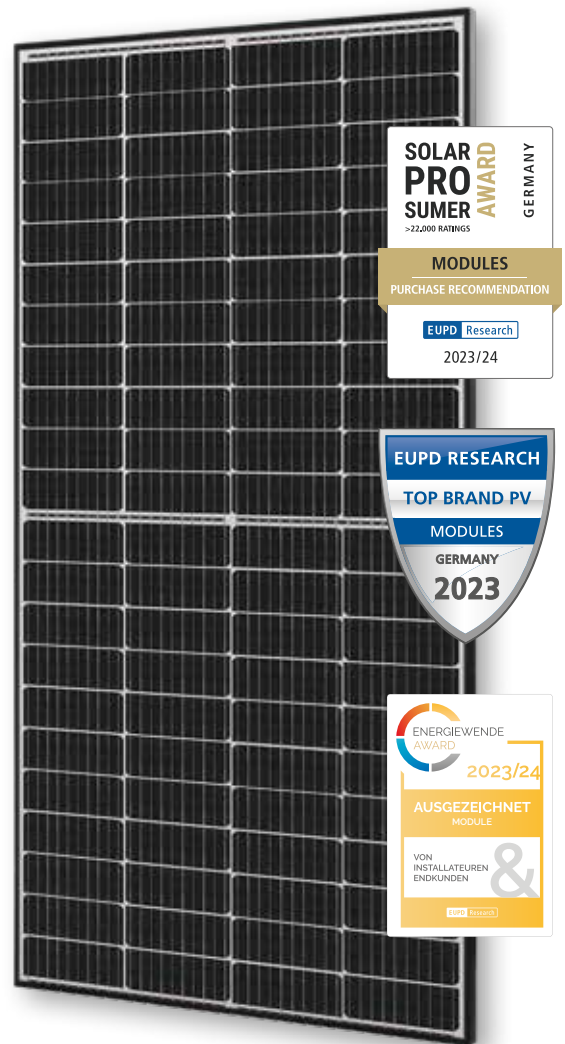 SOLAR
PRO
SUMER
>22.000 RATINGS
AWARD
GERMANY
MODULES
PURCHASE RECOMMENDATION
EUPD Research
2023/24
EUPD RESEARCH
TOP BRAND PV
MODULES
GERMANY
2023
ENERGIEWENDE
AWARD
2023/24
AUSGEZEICHNET
MODULE
VON
INSTALLATEUREN
ENDKUNDEN
&
EUPD Research